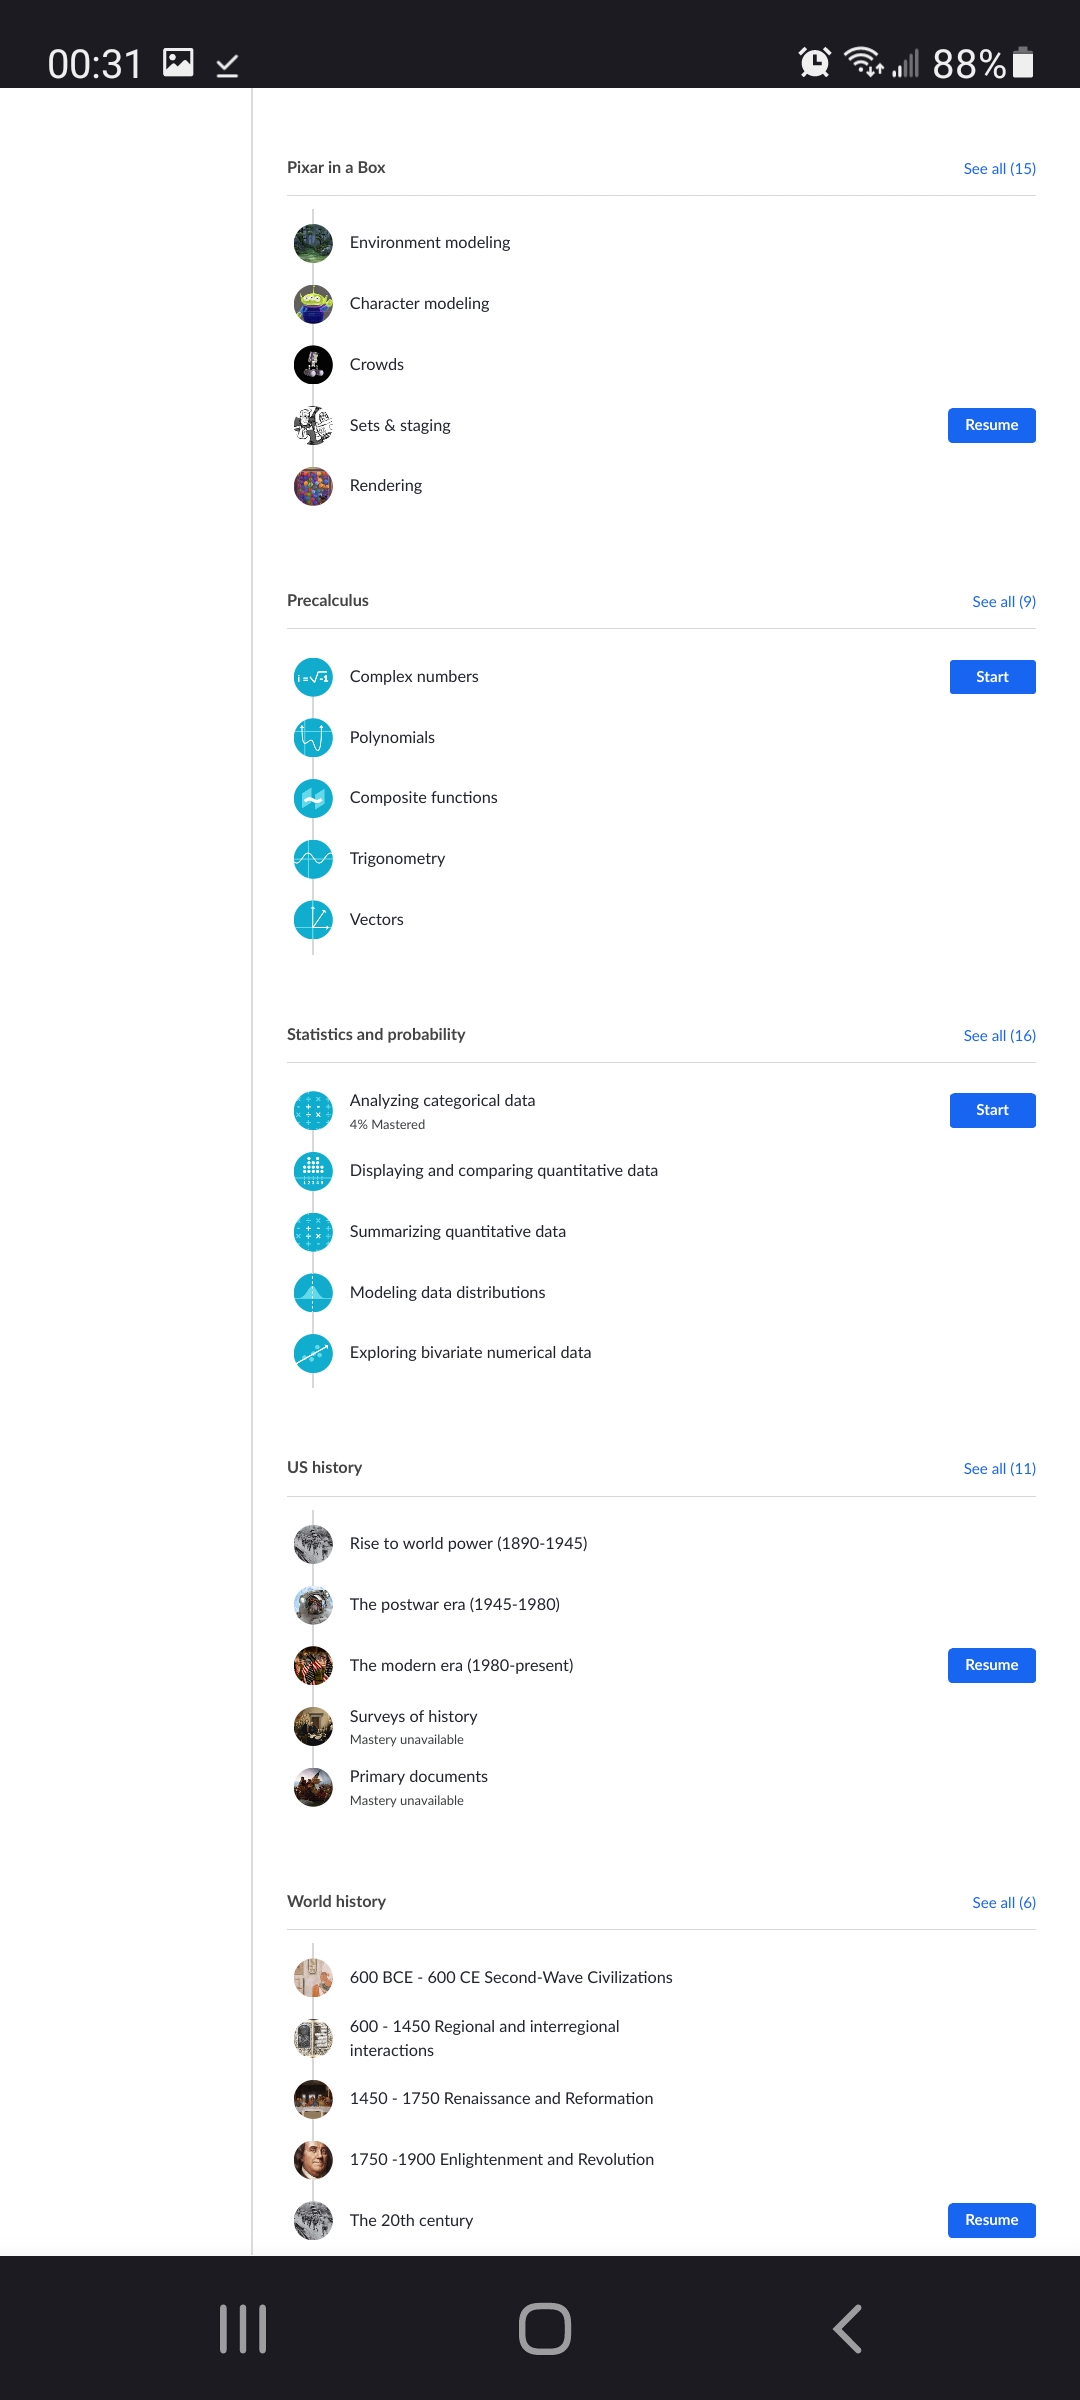 00:31
88%
Pixar in a Box
See all (15)
Environment modeling
Character modeling
Crowds
Sets & staging
Resume
Rendering
Precalculus
See all (9)
i = √-1
Complex numbers
Start
Polynomials
Composite functions
Trigonometry
Vectors
Statistics and probability
See all (16)
Analyzing categorical data
4% Mastered
Start
Displaying and comparing quantitative data
Summarizing quantitative data
Modeling data distributions
Exploring bivariate numerical data
US history
See all (11)
Rise to world power (1890-1945)
The postwar era (1945-1980)
The modern era (1980-present)
Resume
Surveys of history
Mastery unavailable
Primary documents
Mastery unavailable
World history
See all (6)
600 BCE - 600 CE Second-Wave Civilizations
600 - 1450 Regional and interregional
interactions
1450 - 1750 Renaissance and Reformation
1750 -1900 Enlightenment and Revolution
The 20th century
Resume